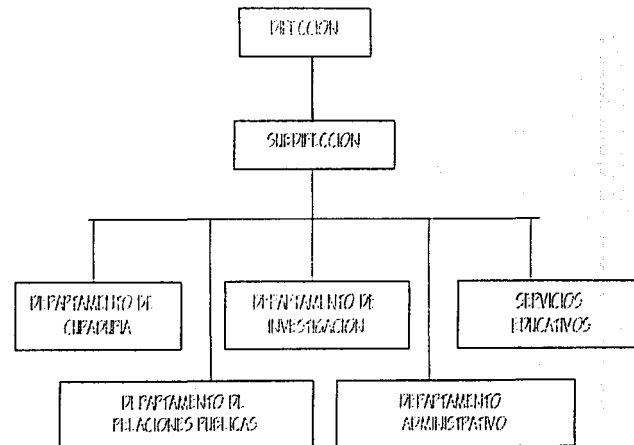 DIRECCION
SUBDIRECCION
DEPARTAMENTO DE
CURADURIA
DEPARTAMENTO DE
INVESTIGACION
SERVICIOS
EDUCATIVOS
DEPARTAMENTO DE
RELACIONES PUBLICAS
DEPARTAMENTO
ADMINISTRATIVO